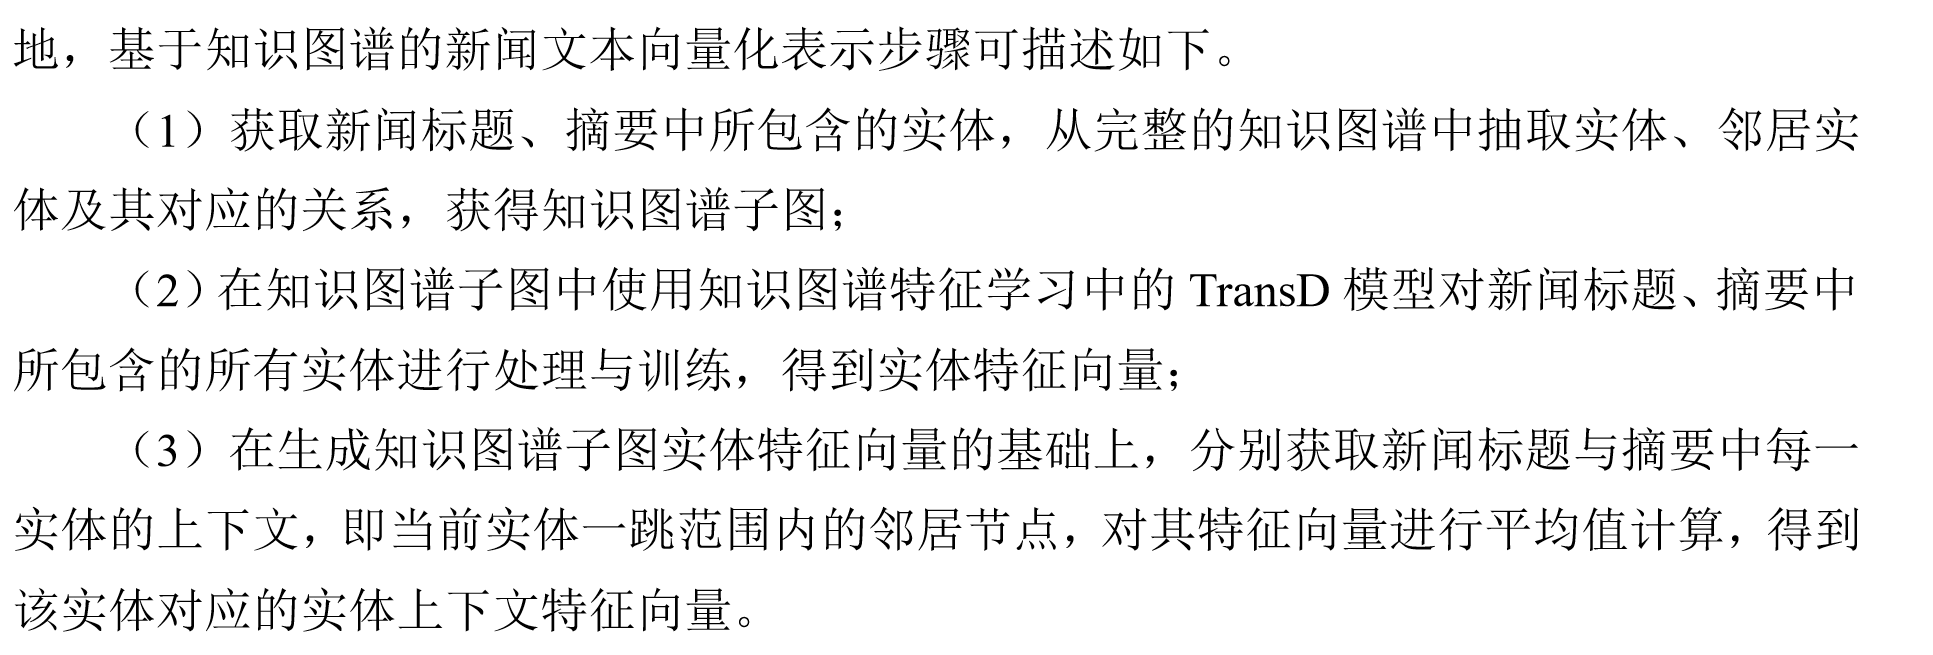 地，基于知识图谱的新闻文本向量化表示步骤可描述如下。
（1）获取新闻标题、摘要中所包含的实体，从完整的知识图谱中抽取实体、邻居实
体及其对应的关系，获得知识图谱子图；
（2）在知识图谱子图中使用知识图谱特征学习中的 TransD 模型对新闻标题、摘要中
所包含的所有实体进行处理与训练，得到实体特征向量；
（3）在生成知识图谱子图实体特征向量的基础上，分别获取新闻标题与摘要中每一
实体的上下文，即当前实体一跳范围内的邻居节点，对其特征向量进行平均值计算，得到
该实体对应的实体上下文特征向量。